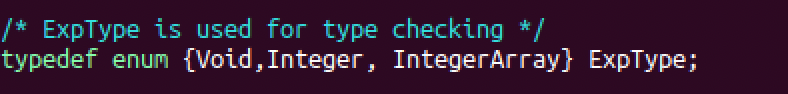 /* ExpType is used for type checking */
typedef enum {Void,Integer, IntegerArray} ExpType;